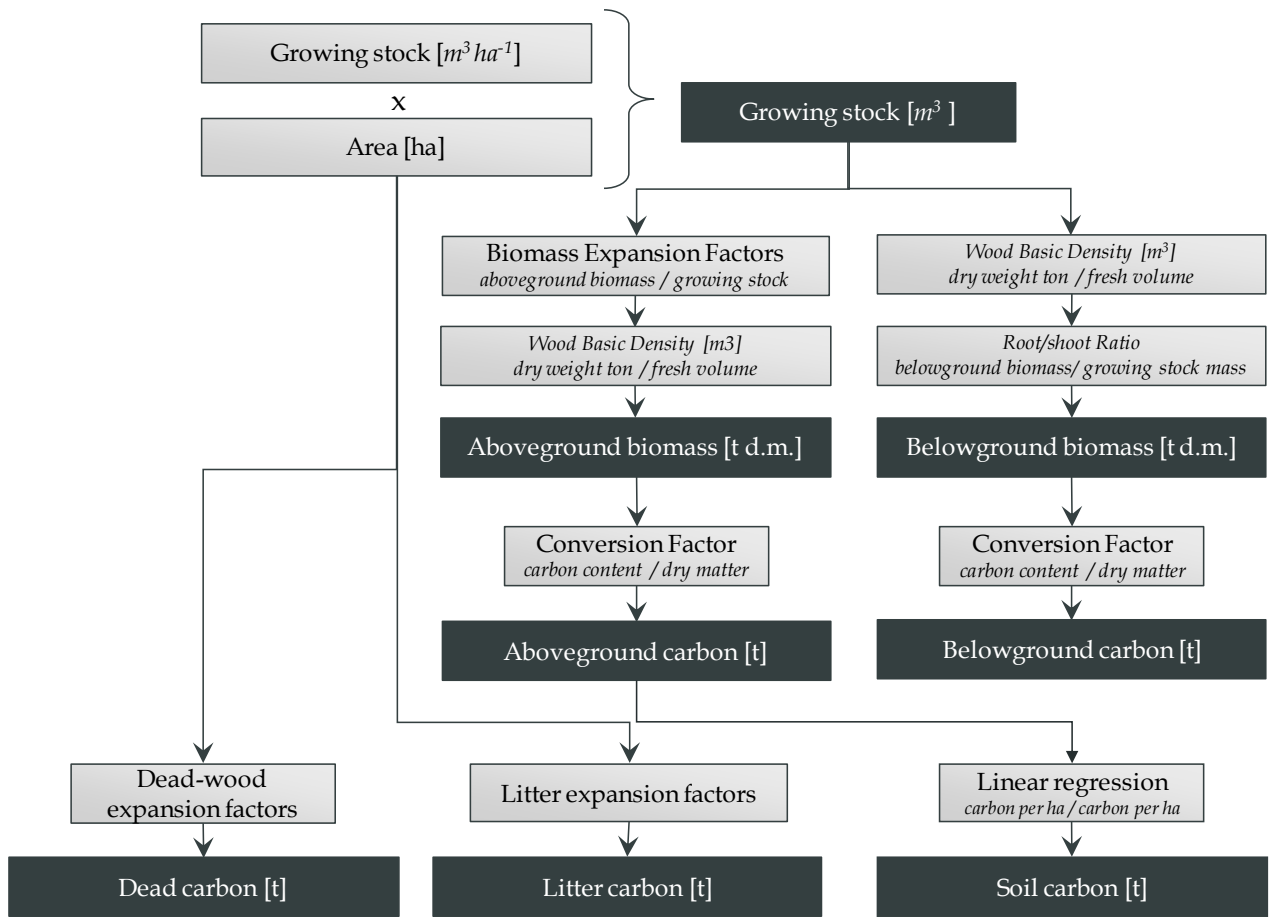 Growing stock [m³ ha⁻¹]
x
Area [ha]
Growing stock [m³ ]
Biomass Expansion Factors
aboveground biomass / growing stock
Wood Basic Density [m3]
dry weight ton / fresh volume
Aboveground biomass [t d.m.]
Conversion Factor
carbon content / dry matter
Aboveground carbon [t]
Wood Basic Density [m³]
dry weight ton / fresh volume
Root/shoot Ratio
belowground biomass/ growing stock mass
Belowground biomass [t d.m.]
Conversion Factor
carbon content / dry matter
Belowground carbon [t]
Dead-wood
expansion factors
Dead carbon [t]
Litter expansion factors
Litter carbon [t]
Linear regression
carbon per ha / carbon per ha
Soil carbon [t]